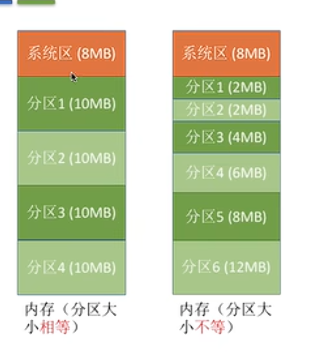 系统区 (8MB)
分区1 (10MB)
分区2 (10MB)
分区3 (10MB)
分区4 (10MB)
内存（分区大
小相等）
系统区 (8MB)
分区1 (2MB)
分区2 (2MB)
分区3 (4MB)
分区4 (6MB)
分区5 (8MB)
分区6 (12MB)
内存（分区大
小不等）